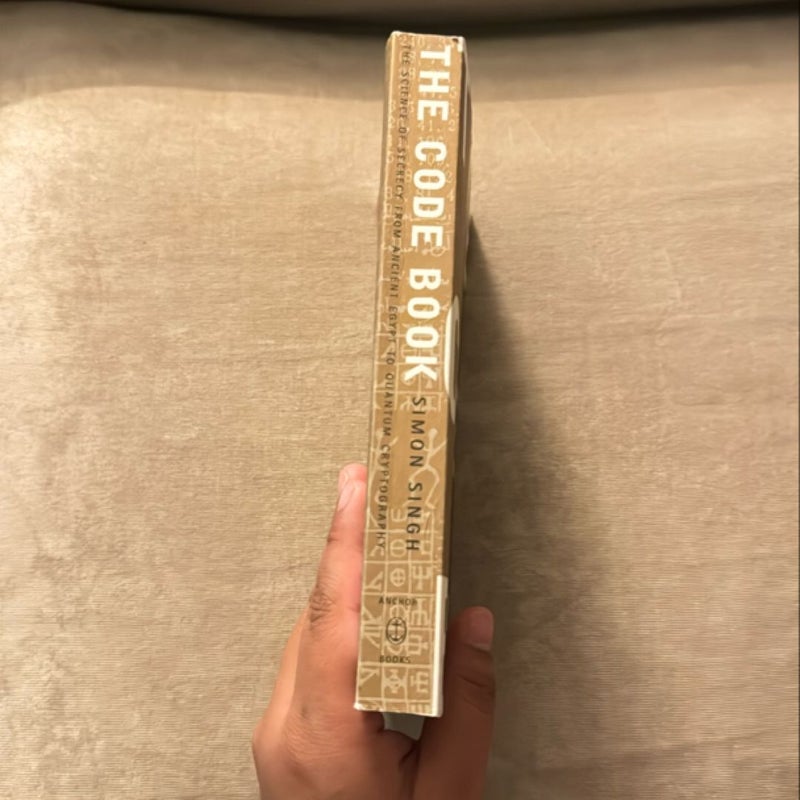 THE CODE BOOK SIMON SINGH
THE SCIENCE OF SECRECY FROM ANCIENT EGYPT TO QUANTUM CRYPTOGRAPHY
ANCHOR
BOOKS